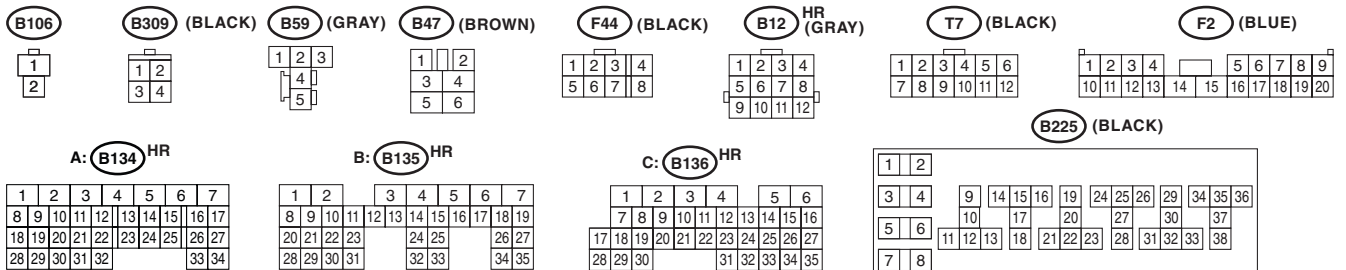 B106 B309 (BLACK) B59 (GRAY) B47 (BROWN) F44 (BLACK) B12 HR (GRAY) T7 (BLACK) F2 (BLUE)
1
2
1 2
3 4
1 2 3
4
5
1 2
3 4
5 6
1 2 3 4
5 6 7 8
1 2 3 4
5 6 7 8
9 10 11 12
1 2 3 4 5 6
7 8 9 10 11 12
1 2 3 4 5 6 7 8 9
10 11 12 13 14 15 16 17 18 19 20
A: B134 HR
1 2 3 4 5 6 7
8 9 10 11 12 13 14 15 16 17
18 19 20 21 22 23 24 25 26 27
28 29 30 31 32 33 34
B: B135 HR
1 2 3 4 5 6 7
8 9 10 11 12 13 14 15 16 17 18 19
20 21 22 23 24 25 26 27
28 29 30 31 32 33 34 35
C: B136 HR
1 2 3 4 5 6
7 8 9 10 11 12 13 14 15 16
17 18 19 20 21 22 23 24 25 26 27
28 29 30 31 32 33 34 35
B225 (BLACK)
1 2
3 4 9 14 15 16 19 24 25 26 29 34 35 36
10 17 20 27 30 37
5 6 11 12 13 18 21 22 23 28 31 32 33 38
7 8